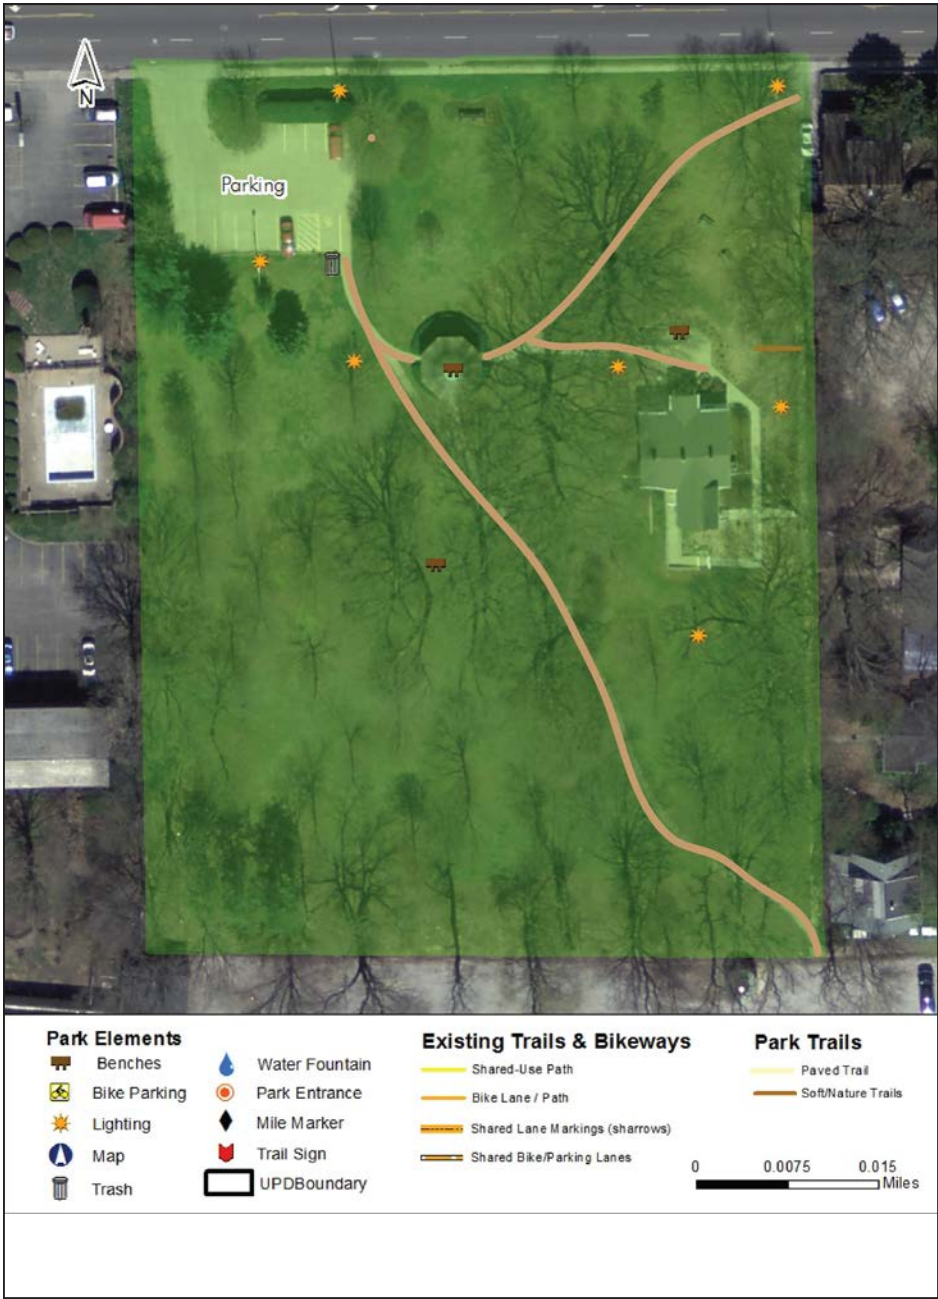 N
Parking
Park Elements
Benches
Bike Parking
Lighting
Map
Trash
Water Fountain
Park Entrance
Mile Marker
Trail Sign
UPDBoundary
Existing Trails & Bikeways
Shared-Use Path
Bike Lane / Path
Shared Lane Markings (sharrows)
Shared Bike/Parking Lanes
Park Trails
Paved Trail
Soft/Nature Trails
0 0.0075 0.015
Miles